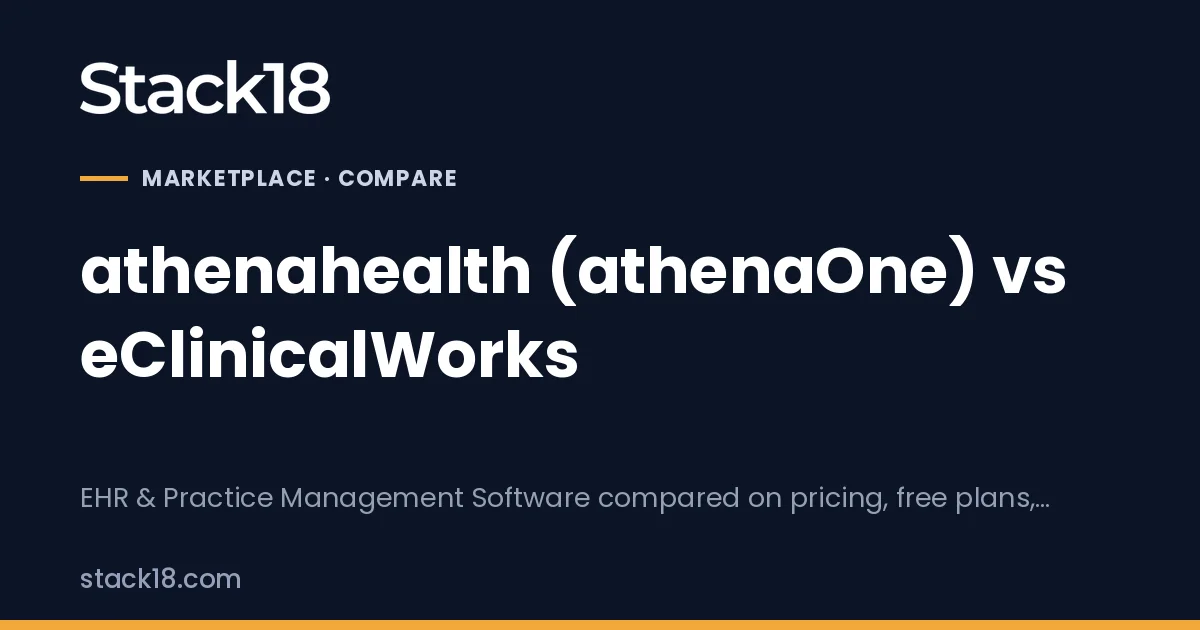 Stack18
MARKETPLACE · COMPARE
athenahealth (athenaOne) vs
eClinicalWorks
EHR & Practice Management Software compared on pricing, free plans,...
stack18.com